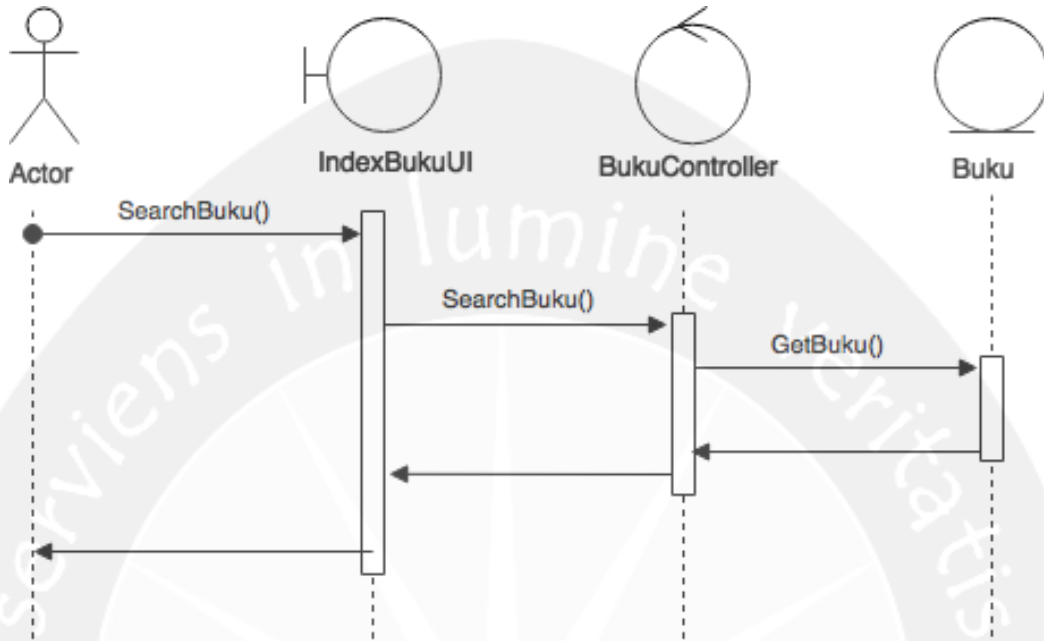 Actor
IndexBukuUI
BukuController
Buku
SearchBuku()
SearchBuku()
GetBuku()
serviens in lumine veritatis